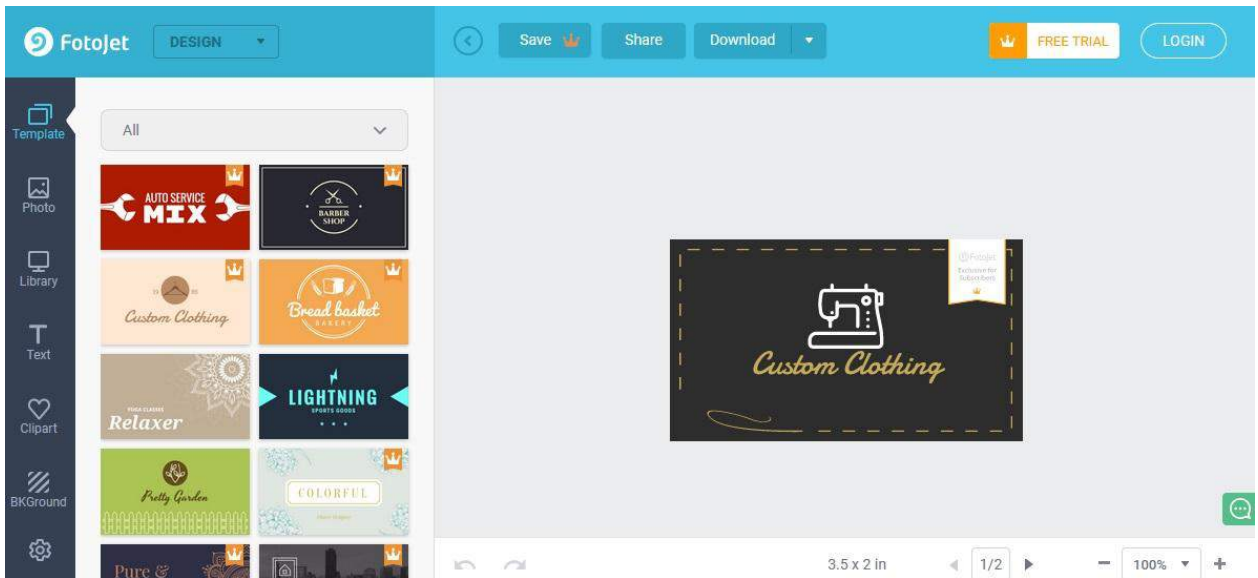 FotoJet
DESIGN
Save
Share
Download
FREE TRIAL
LOGIN
Template
Photo
Library
Text
Clipart
BKGround
All
AUTO SERVICE
MIX
BARBER
SHOP
Custom Clothing
Bread basket
BAKERY
YOGA CLASSES
Relaxer
LIGHTNING
SPORTS GOODS
Pretty Garden
COLORFUL
Pure &
FotoJet
Exclusive for
Subscribers
Custom Clothing
3.5 x 2 in
1/2
100%